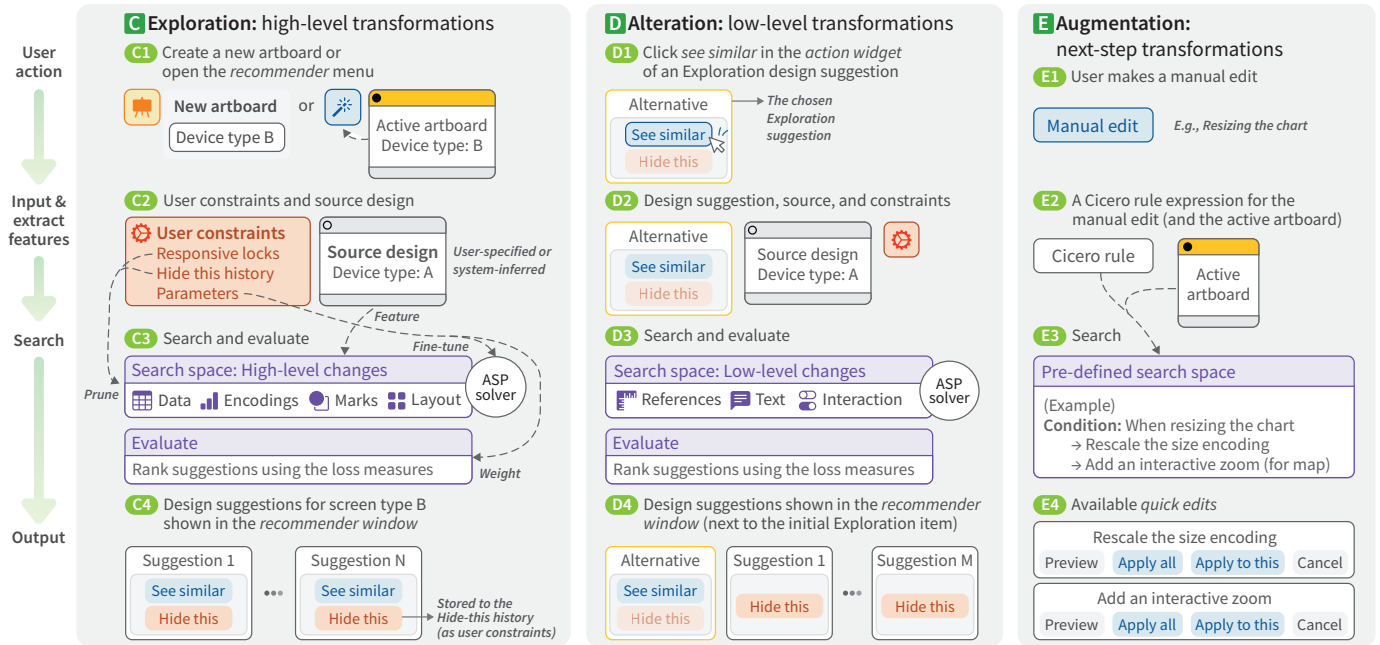 User
action
Input &
extract
features
Search
Output
C Exploration: high-level transformations
C1 Create a new artboard or
open the recommender menu
New artboard
Device type B
or
Active artboard
Device type: B
C2 User constraints and source design
User constraints
Responsive locks
Hide this history
Parameters
Source design
Device type: A
User-specified or
system-inferred
Feature
Fine-tune
Prune
Weight
C3 Search and evaluate
Search space: High-level changes
Data Encodings Marks Layout
ASP
solver
Evaluate
Rank suggestions using the loss measures
C4 Design suggestions for screen type B
shown in the recommender window
Suggestion 1
See similar
Hide this
Suggestion N
See similar
Hide this
Stored to the
Hide-this history
(as user constraints)
D Alteration: low-level transformations
D1 Click see similar in the action widget
of an Exploration design suggestion
Alternative
See similar
Hide this
The chosen
Exploration
suggestion
D2 Design suggestion, source, and constraints
Alternative
See similar
Hide this
Source design
Device type: A
D3 Search and evaluate
Search space: Low-level changes
References Text Interaction
ASP
solver
Evaluate
Rank suggestions using the loss measures
D4 Design suggestions shown in the recommender
window (next to the initial Exploration item)
Alternative
See similar
Hide this
Suggestion 1
Hide this
Suggestion M
Hide this
E Augmentation:
next-step transformations
E1 User makes a manual edit
Manual edit
E.g., Resizing the chart
E2 A Cicero rule expression for the
manual edit (and the active artboard)
Cicero rule
Active
artboard
E3 Search
Pre-defined search space
(Example)
Condition: When resizing the chart
→ Rescale the size encoding
→ Add an interactive zoom (for map)
E4 Available quick edits
Rescale the size encoding
Preview Apply all Apply to this Cancel
Add an interactive zoom
Preview Apply all Apply to this Cancel